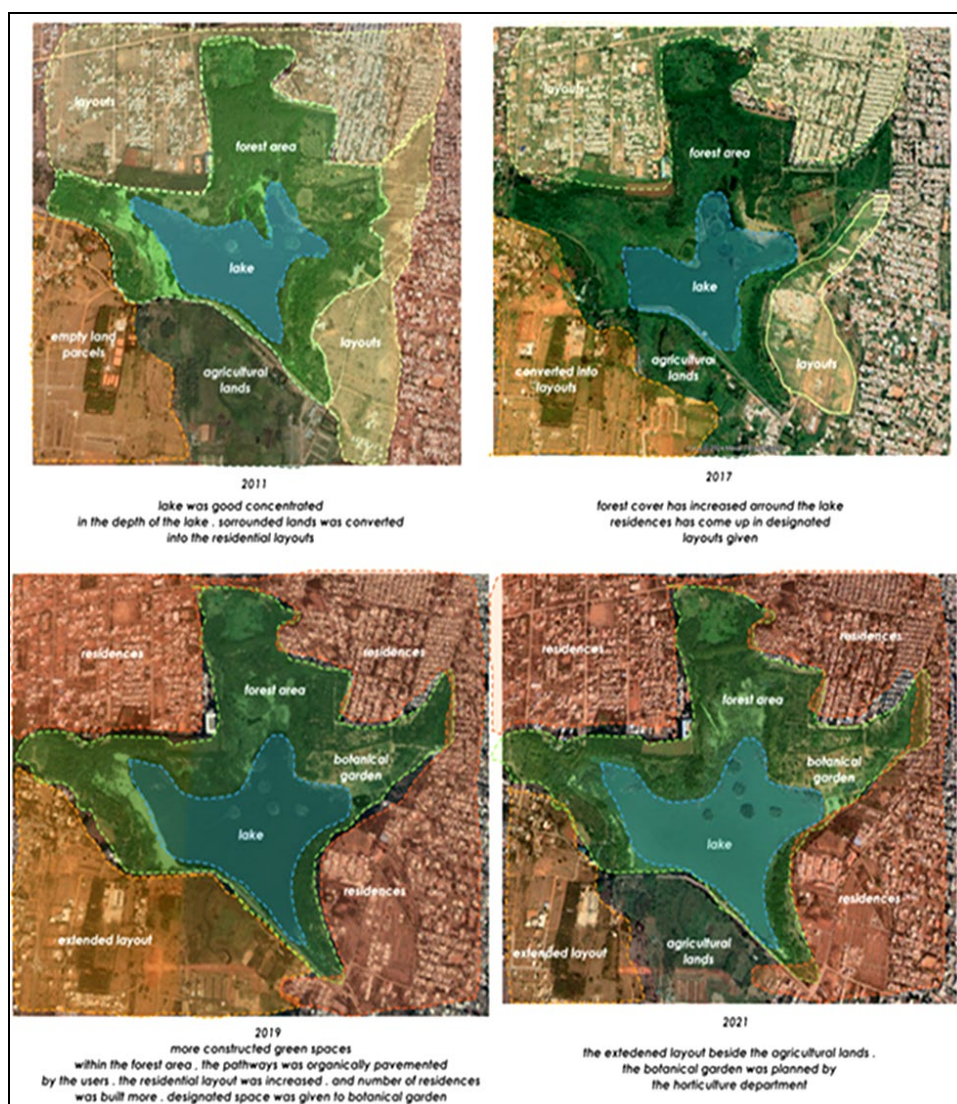 layouts
forest area
lake
empty land
parcels
agricultural
lands
layouts
2011
lake was good concentrated
in the depth of the lake . sorrounded lands was converted
into the residential layouts
layouts
forest area
lake
converted into
layouts
agricultural
lands
layouts
2017
forest cover has increased arround the lake
residences has come up in designated
layouts given
residences
residences
forest area
botanical
garden
lake
residences
extended layout
2019
more constructed green spaces
within the forest area , the pathways was organically pavemented
by the users . the residential layout was increased . and number of residences
was built more . designated space was given to botanical garden
residences
residences
forest area
botanical
garden
lake
residences
extended layout
agricultural
lands
2021
the extedened layout beside the agricultural lands .
the botanical garden was planned by
the horticulture department